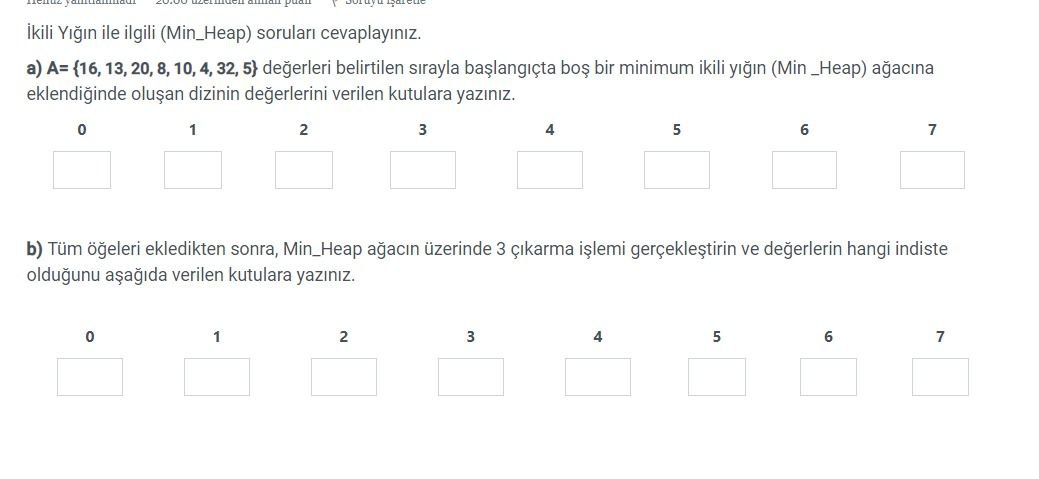 Henüz yanıtlanmadı 20.00 üzerinden alınan puan Soruyu işaretle
İkili Yığın ile ilgili (Min_Heap) soruları cevaplayınız.
a) A= {16, 13, 20, 8, 10, 4, 32, 5} değerleri belirtilen sırayla başlangıçta boş bir minimum ikili yığın (Min _Heap) ağacına
eklendiğinde oluşan dizinin değerlerini verilen kutulara yazınız.
0 1 2 3 4 5 6 7
b) Tüm öğeleri ekledikten sonra, Min_Heap ağacın üzerinde 3 çıkarma işlemi gerçekleştirin ve değerlerin hangi indiste
olduğunu aşağıda verilen kutulara yazınız.
0 1 2 3 4 5 6 7